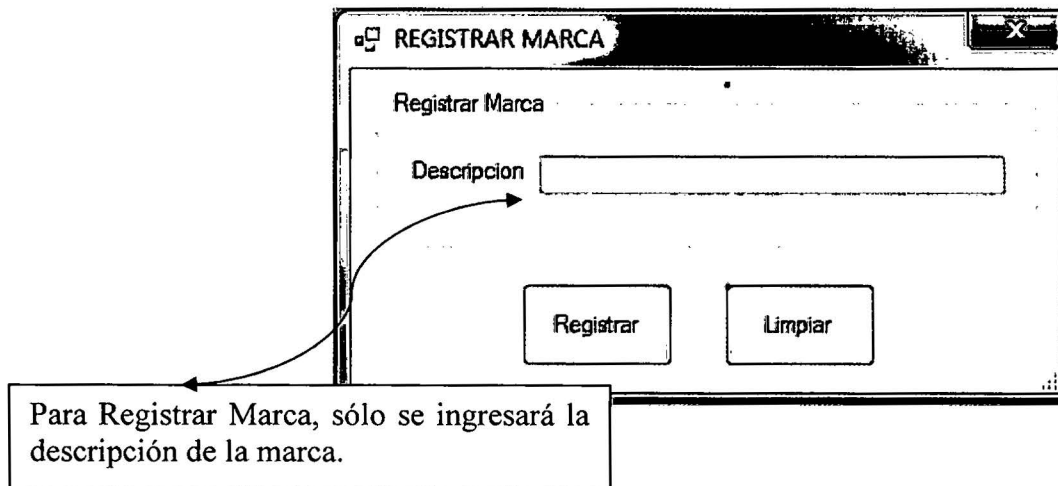 REGISTRAR MARCA
Registrar Marca
Descripcion
Registrar Limpiar
Para Registrar Marca, sólo se ingresará la
descripción de la marca.